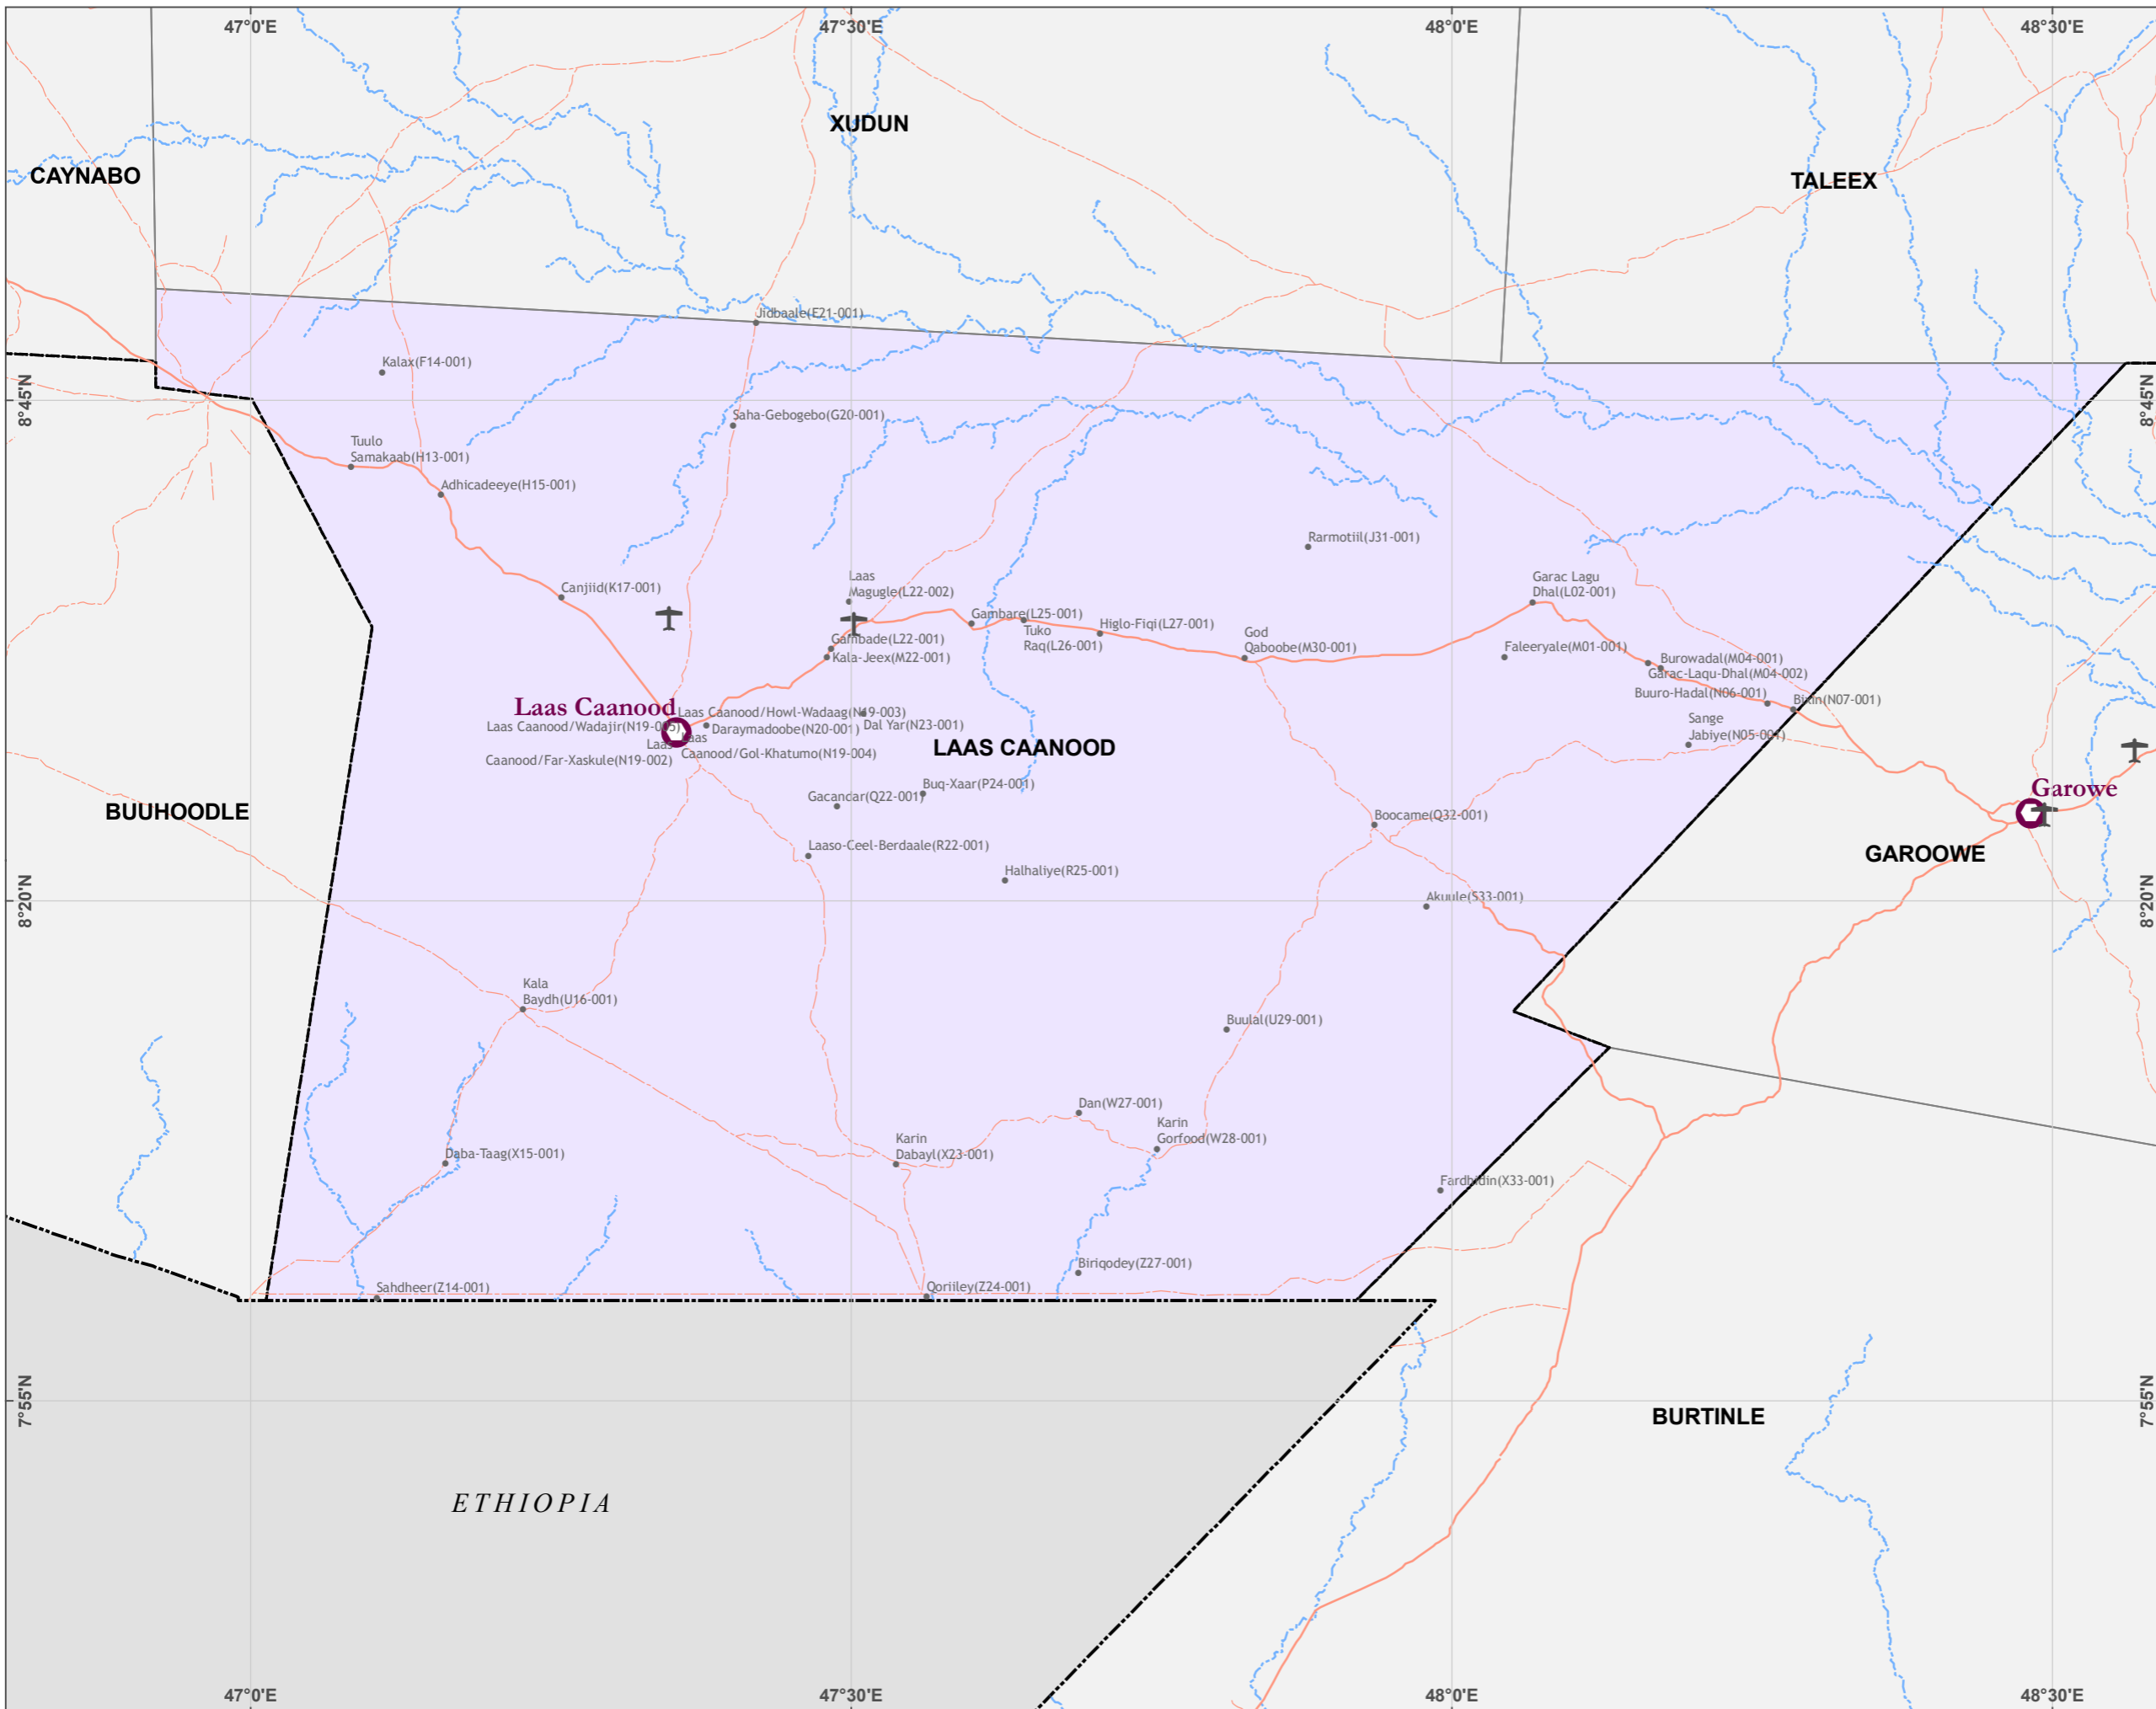 47°0'E
47°30'E
48°0'E
48°30'E
XUDUN
CAYNABO
TALEEX
Jidbaale(E21-001)
Kalax(F14-001)
8°45'N
8°45'N
Saha-Gebogebo(G20-001)
Tuulo
Samakaab(H13-001)
Adhicadeeye(H15-001)
Rarmotiil(J31-001)
Canjiid(K17-001)
Laas
Magugle(L22-002)
Garac Lagu
Dhal(L02-001)
Gambare(L25-001)
Tuko
Raq(L26-001)
Higlo-Fiqi(L27-001)
God
Qaboobe(M30-001)
Gambade(L22-001)
Kala-Jeex(M22-001)
Faleeryale(M01-001)
Burowadal(M04-001)
Garac-Laqu-Dhal(M04-002)
Buuro-Hadal(N06-001)
Bixin(N07-001)
Laas Caanood
Laas Caanood/Howl-Wadaag(N19-003)
Laas Caanood/Wadajir(N19-005)
Daraymadoobe(N20-001)
Dal Yar(N23-001)
Sange
Jabiye(N05-001)
Laas
Caanood/Far-Xaskule(N19-002)
Laas
Caanood/Gol-Khatumo(N19-004)
LAAS CAANOOD
Buq-Xaar(P24-001)
Gacandar(Q22-001)
BUUHOODLE
Garowe
Boocame(Q32-001)
Laaso-Ceel-Berdaale(R22-001)
GAROOWE
Halhaliye(R25-001)
Akuule(S33-001)
8°20'N
8°20'N
Kala
Baydh(U16-001)
Buulal(U29-001)
Dan(W27-001)
Karin
Gorfood(W28-001)
Karin
Dabayl(X23-001)
Daba-Taag(X15-001)
Fardhidin(X33-001)
Biriqodey(Z27-001)
Sahdheer(Z14-001)
Qoriiley(Z24-001)
7°55'N
7°55'N
BURTINLE
ETHIOPIA
47°0'E
47°30'E
48°0'E
48°30'E